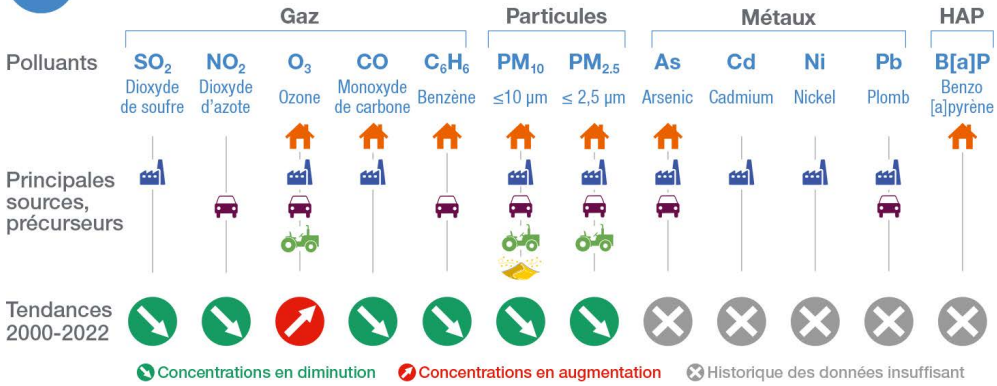 Gaz Particules Métaux HAP
Polluants SO₂ NO₂ O₃ CO C₆H₆ PM₁₀ PM₂.₅ As Cd Ni Pb B[a]P
Dioxyde de soufre
Dioxyde d'azote
Ozone
Monoxyde de carbone
Benzène
≤10 µm
≤ 2,5 µm
Arsenic
Cadmium
Nickel
Plomb
Benzo [a]pyrène
Principales
sources,
précurseurs
Tendances
2000-2022
Concentrations en diminution Concentrations en augmentation Historique des données insuffisant